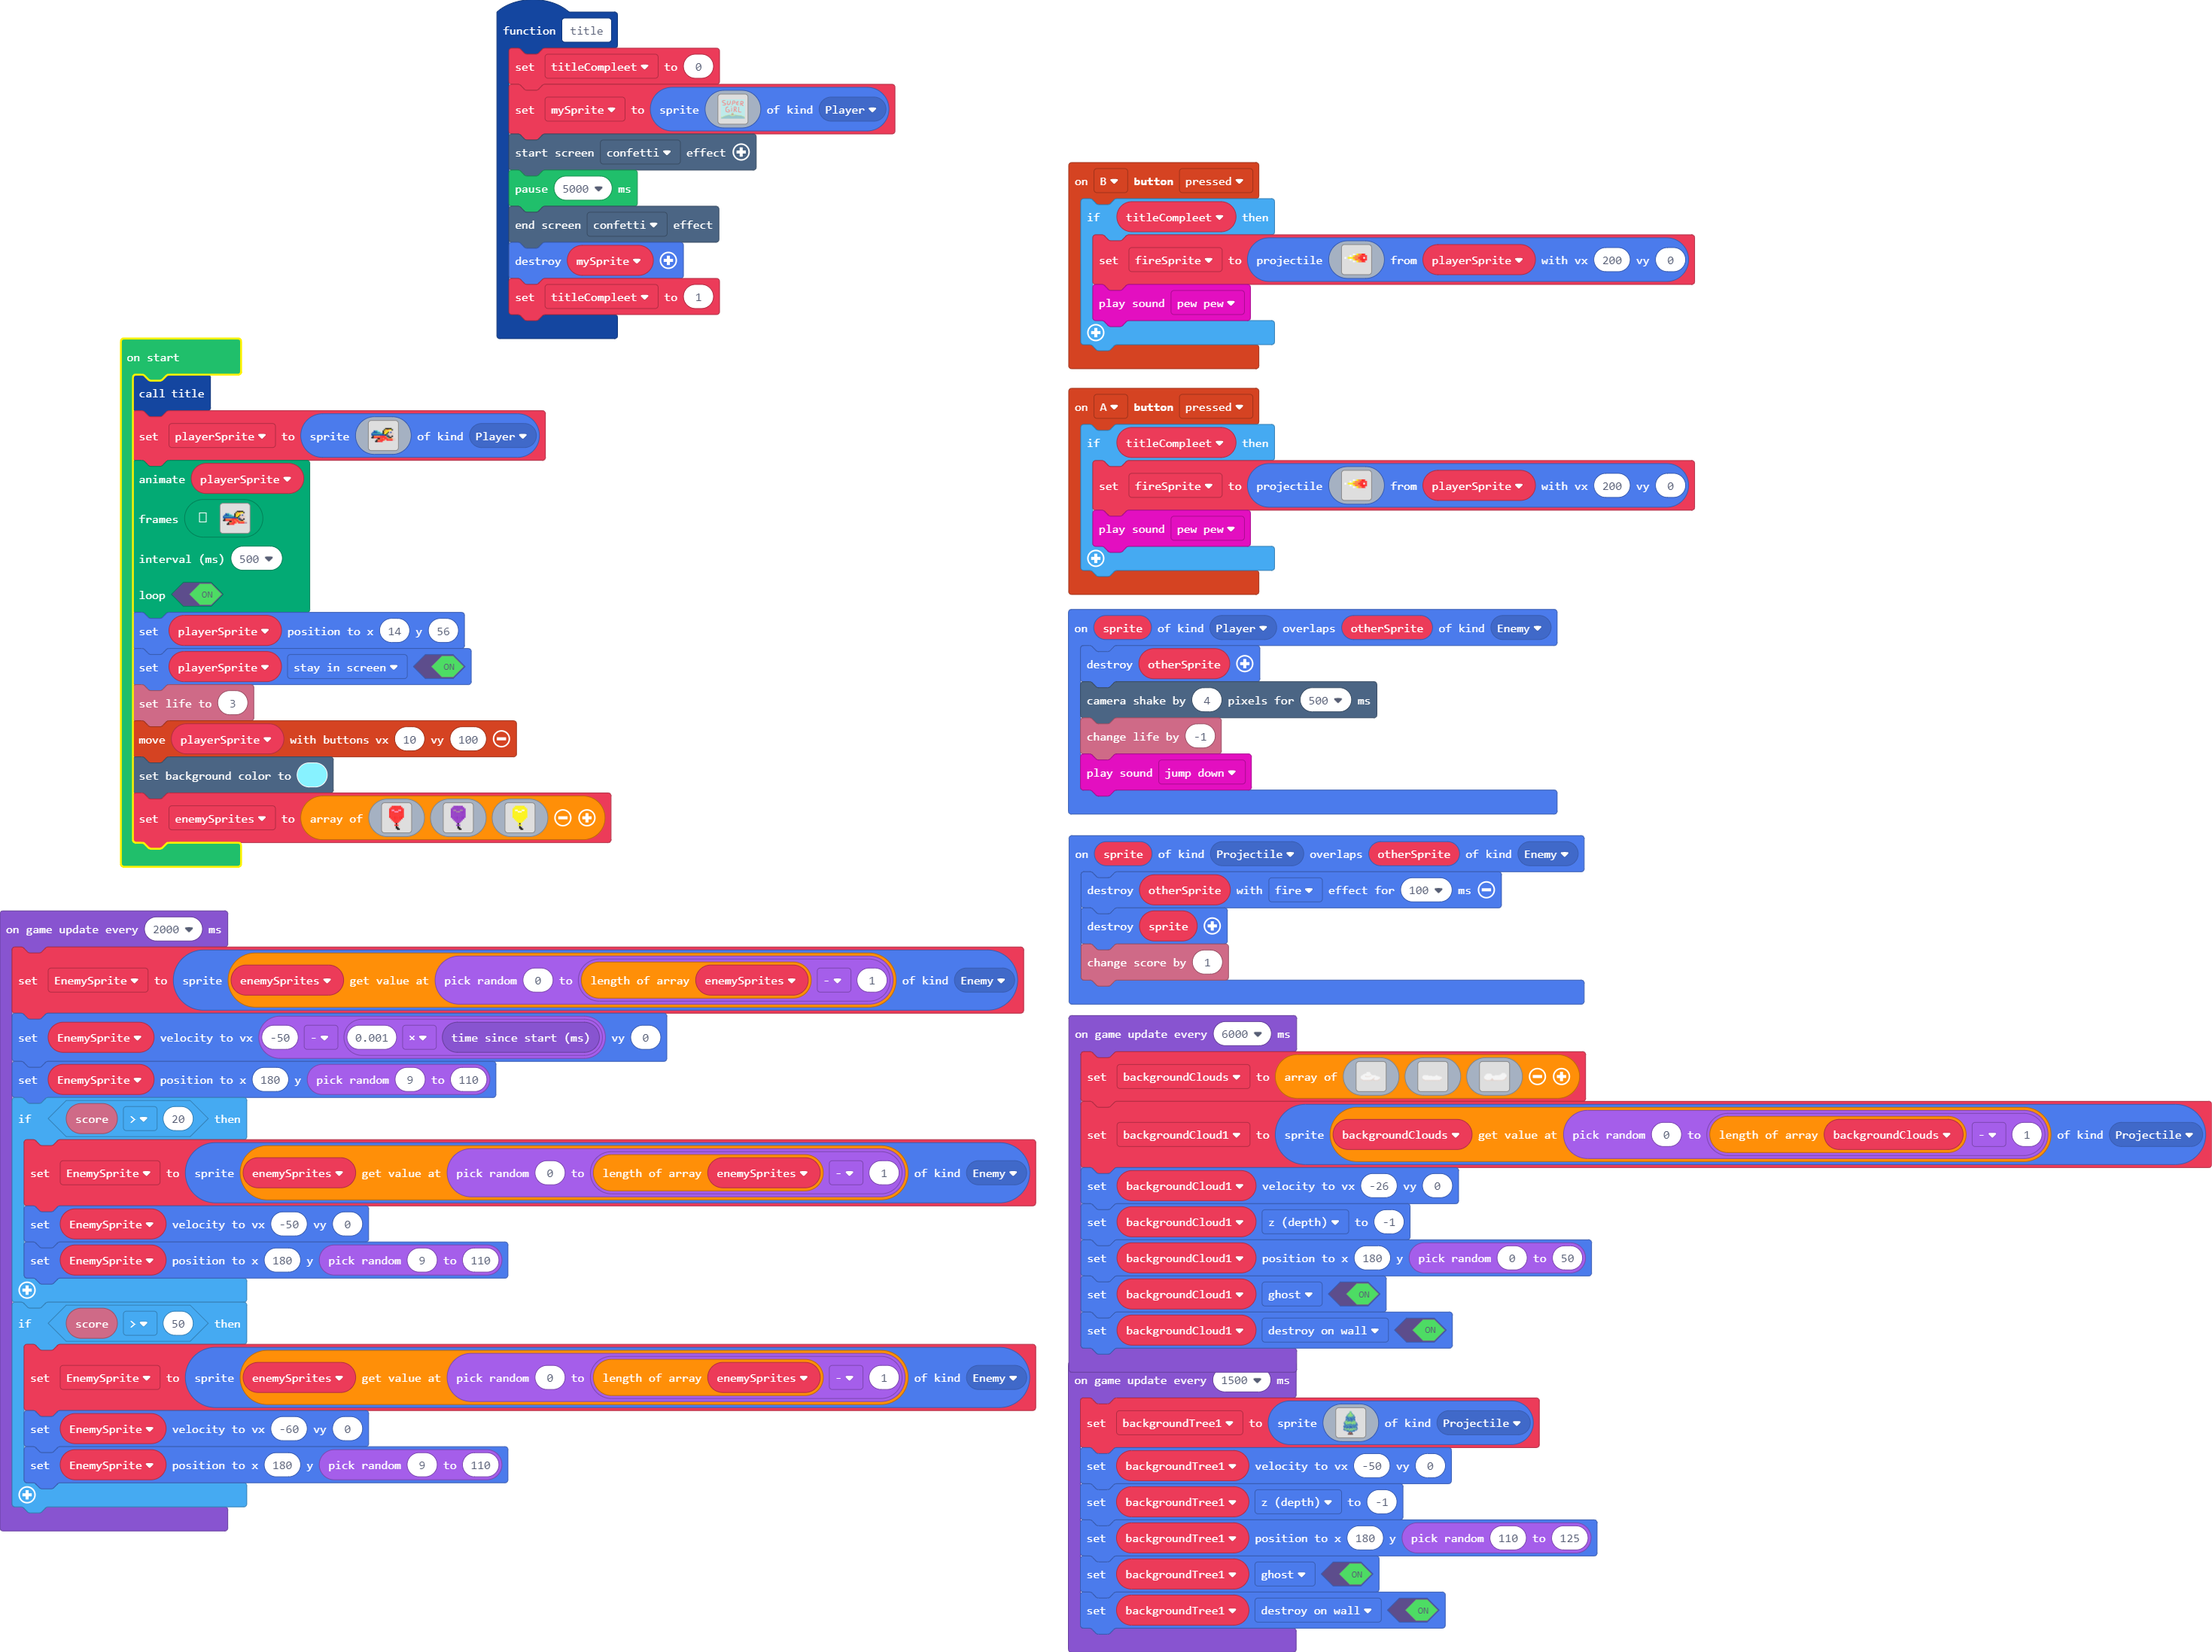 function title
set titleCompleet to 0
set mySprite to sprite SUPER GIRL of kind Player
start screen confetti effect
pause 5000 ms
end screen confetti effect
destroy mySprite
set titleCompleet to 1
on start
call title
set playerSprite to sprite of kind Player
animate playerSprite
frames
interval (ms) 500
loop ON
set playerSprite position to x 14 y 56
set playerSprite stay in screen ON
set life to 3
move playerSprite with buttons vx 10 vy 100
set background color to
set enemySprites to array of
on game update every 2000 ms
set EnemySprite to sprite enemySprites get value at pick random 0 to length of array enemySprites - 1 of kind Enemy
set EnemySprite velocity to vx -50 - 0.001 × time since start (ms) vy 0
set EnemySprite position to x 180 y pick random 9 to 110
if score > 20 then
set EnemySprite to sprite enemySprites get value at pick random 0 to length of array enemySprites - 1 of kind Enemy
set EnemySprite velocity to vx -50 vy 0
set EnemySprite position to x 180 y pick random 9 to 110
if score > 50 then
set EnemySprite to sprite enemySprites get value at pick random 0 to length of array enemySprites - 1 of kind Enemy
set EnemySprite velocity to vx -60 vy 0
set EnemySprite position to x 180 y pick random 9 to 110
on B button pressed
if titleCompleet then
set fireSprite to projectile from playerSprite with vx 200 vy 0
play sound pew pew
on A button pressed
if titleCompleet then
set fireSprite to projectile from playerSprite with vx 200 vy 0
play sound pew pew
on sprite of kind Player overlaps otherSprite of kind Enemy
destroy otherSprite
camera shake by 4 pixels for 500 ms
change life by -1
play sound jump down
on sprite of kind Projectile overlaps otherSprite of kind Enemy
destroy otherSprite with fire effect for 100 ms
destroy sprite
change score by 1
on game update every 6000 ms
set backgroundClouds to array of
set backgroundCloud1 to sprite backgroundClouds get value at pick random 0 to length of array backgroundClouds - 1 of kind Projectile
set backgroundCloud1 velocity to vx -26 vy 0
set backgroundCloud1 z (depth) to -1
set backgroundCloud1 position to x 180 y pick random 0 to 50
set backgroundCloud1 ghost ON
set backgroundCloud1 destroy on wall ON
on game update every 1500 ms
set backgroundTree1 to sprite of kind Projectile
set backgroundTree1 velocity to vx -50 vy 0
set backgroundTree1 z (depth) to -1
set backgroundTree1 position to x 180 y pick random 110 to 125
set backgroundTree1 ghost ON
set backgroundTree1 destroy on wall ON